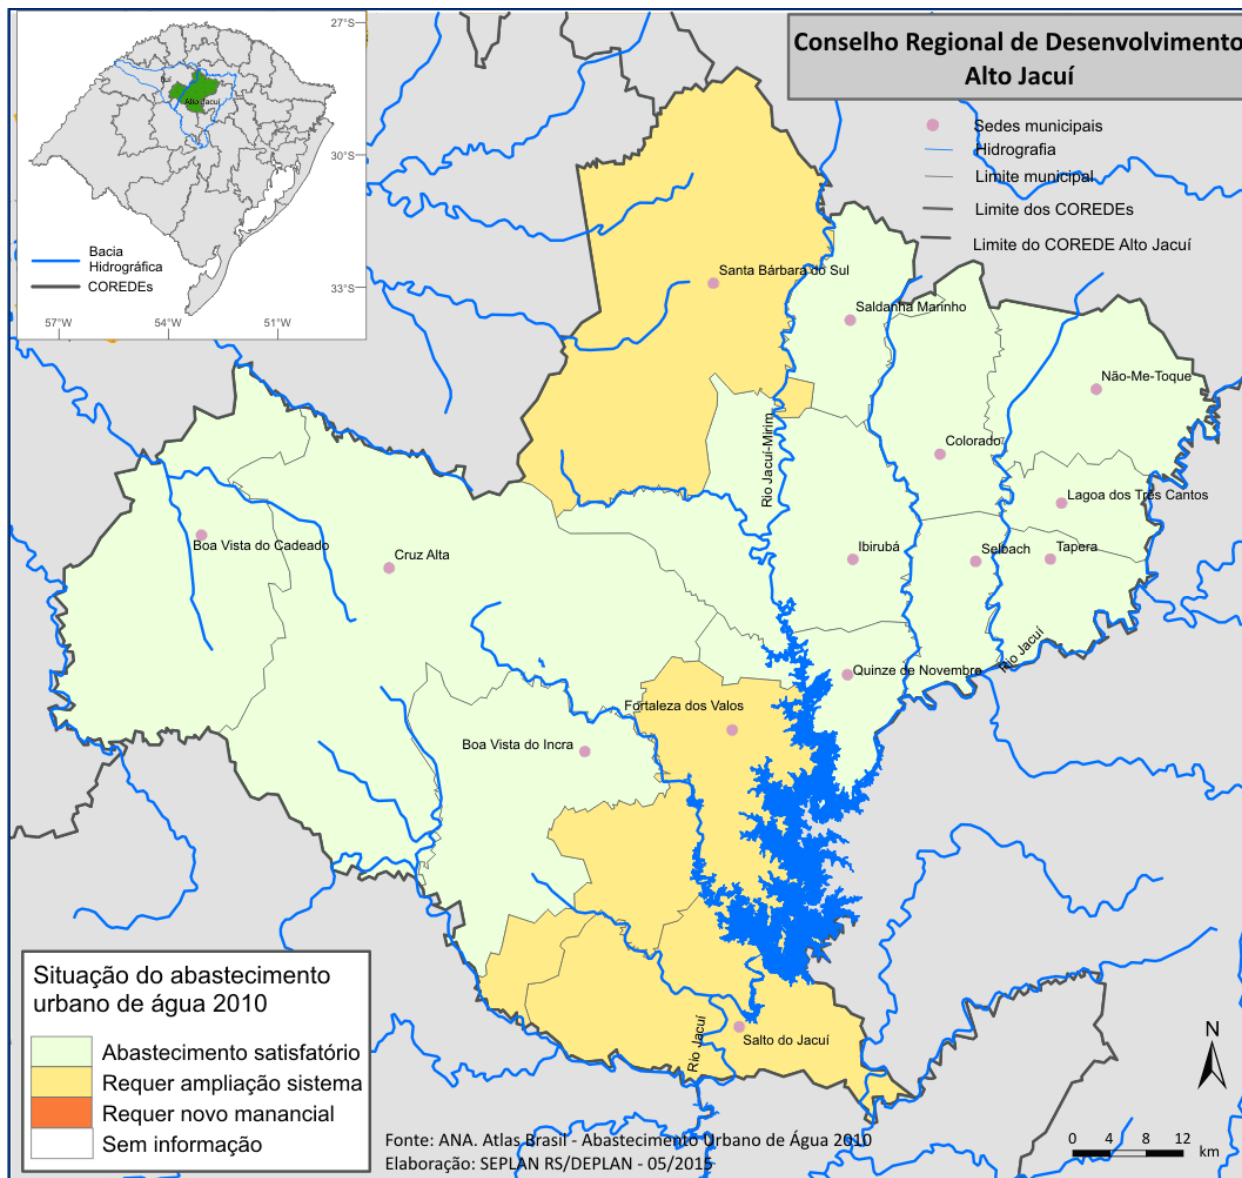 Conselho Regional de Desenvolvimento
Alto Jacuí
Sedes municipais
Hidrografia
Limite municipal
Limite dos COREDEs
Limite do COREDE Alto Jacuí
27°S
30°S
33°S
57°W
54°W
51°W
Alto Jacuí
Bacia
Hidrográfica
COREDEs
Santa Bárbara do Sul
Saldanha Marinho
Não-Me-Toque
Rio Jacuí-Mirim
Colorado
Lagoa dos Três Cantos
Boa Vista do Cadeado
Cruz Alta
Ibirubá
Selbach
Tapera
Rio Jacuí
Quinze de Novembro
Fortaleza dos Valos
Boa Vista do Incra
Rio Jacuí
Salto do Jacuí
Situação do abastecimento
urbano de água 2010
Abastecimento satisfatório
Requer ampliação sistema
Requer novo manancial
Sem informação
Fonte: ANA. Atlas Brasil - Abastecimento Urbano de Água 2010
Elaboração: SEPLAN RS/DEPLAN - 05/2015
N
0 4 8 12
km